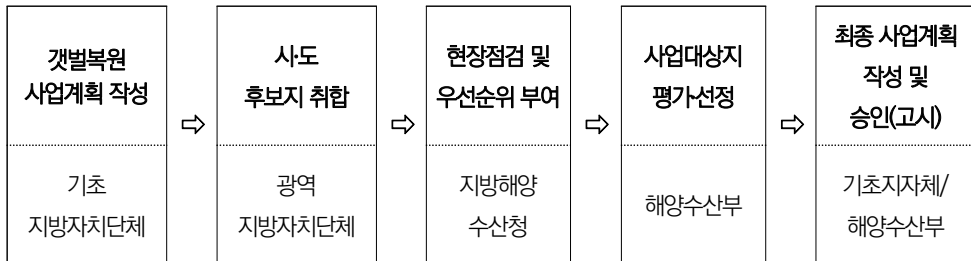 갯벌복원
사업계획 작성
기초
지방자치단체
⇨
시·도
후보지 취합
광역
지방자치단체
⇨
현장점검 및
우선순위 부여
지방해양
수산청
⇨
사업대상지
평가·선정
해양수산부
⇨
최종 사업계획
작성 및
승인(고시)
기초지자체/
해양수산부